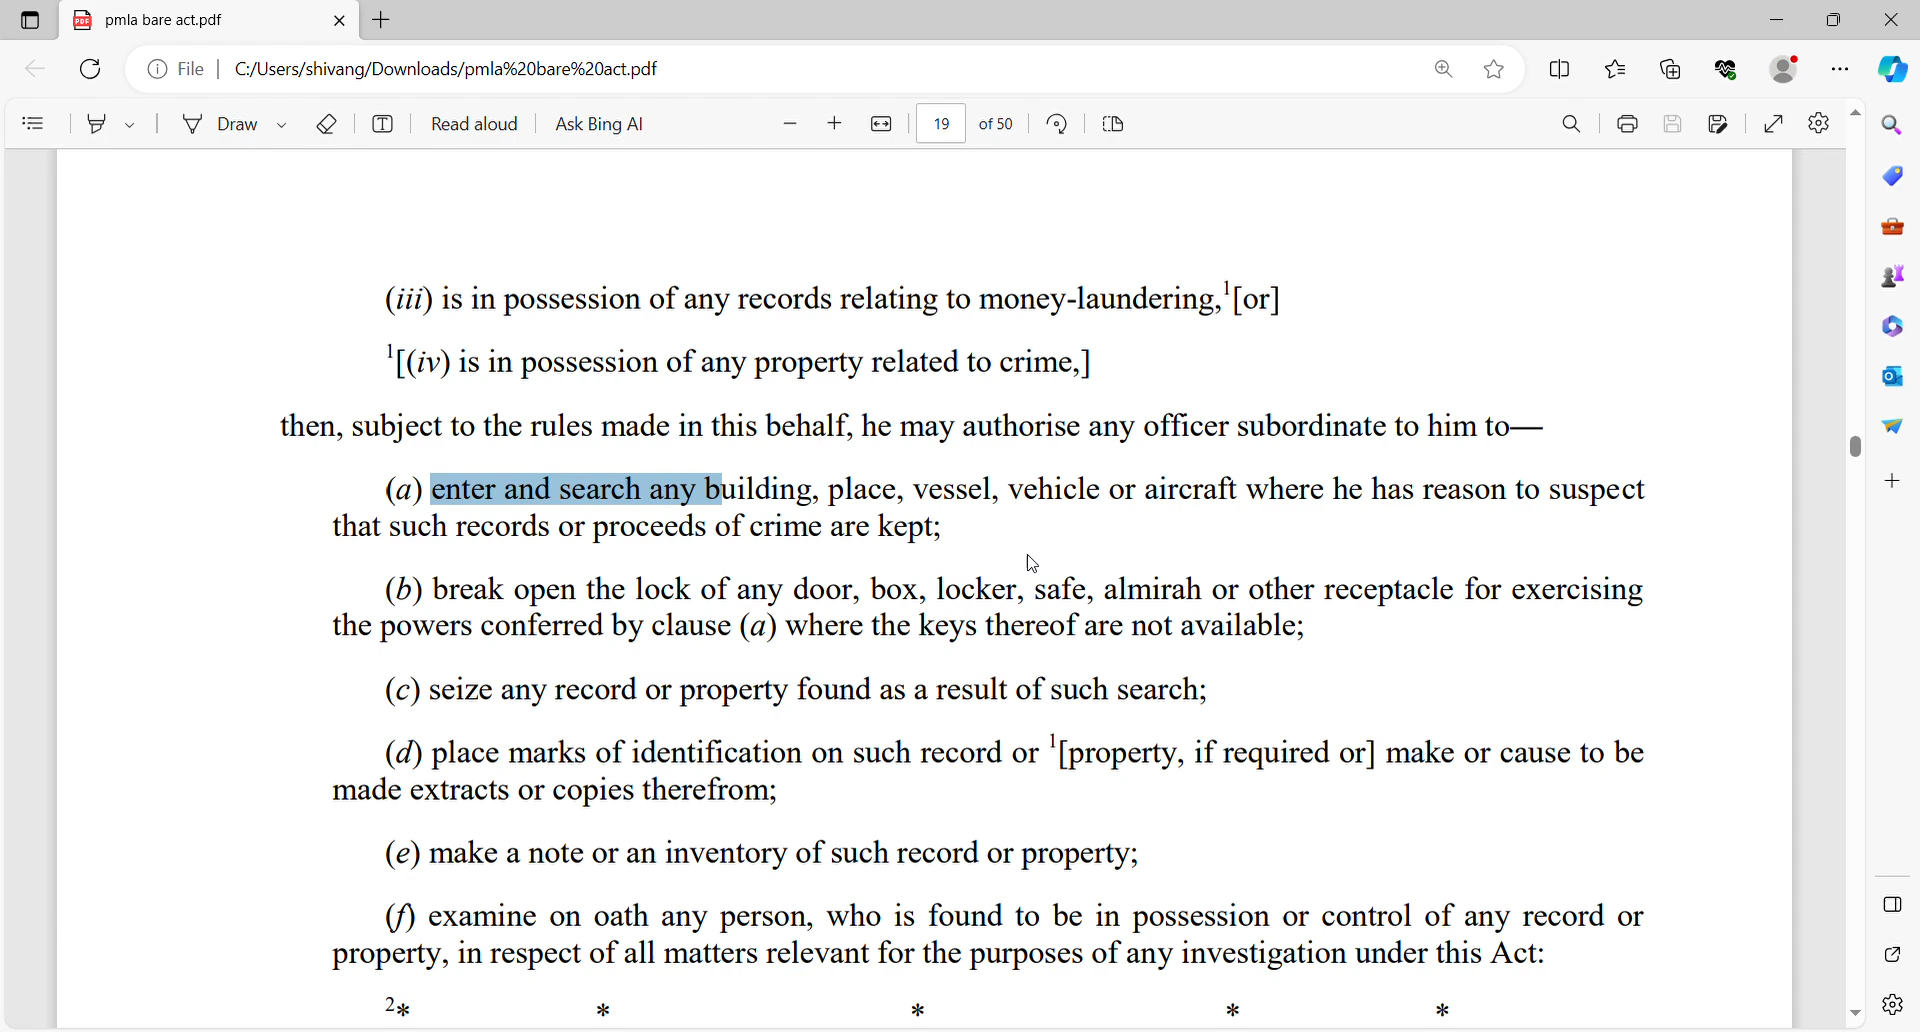 pmla bare act.pdf
File C:/Users/shivang/Downloads/pmla%20bare%20act.pdf
Draw Read aloud Ask Bing AI 19 of 50
(iii) is in possession of any records relating to money-laundering,1[or]
1[(iv) is in possession of any property related to crime,]
then, subject to the rules made in this behalf, he may authorise any officer subordinate to him to—
(a) enter and search any building, place, vessel, vehicle or aircraft where he has reason to suspect
that such records or proceeds of crime are kept;
(b) break open the lock of any door, box, locker, safe, almirah or other receptacle for exercising
the powers conferred by clause (a) where the keys thereof are not available;
(c) seize any record or property found as a result of such search;
(d) place marks of identification on such record or 1[property, if required or] make or cause to be
made extracts or copies therefrom;
(e) make a note or an inventory of such record or property;
(f) examine on oath any person, who is found to be in possession or control of any record or
property, in respect of all matters relevant for the purposes of any investigation under this Act:
2* * * * *